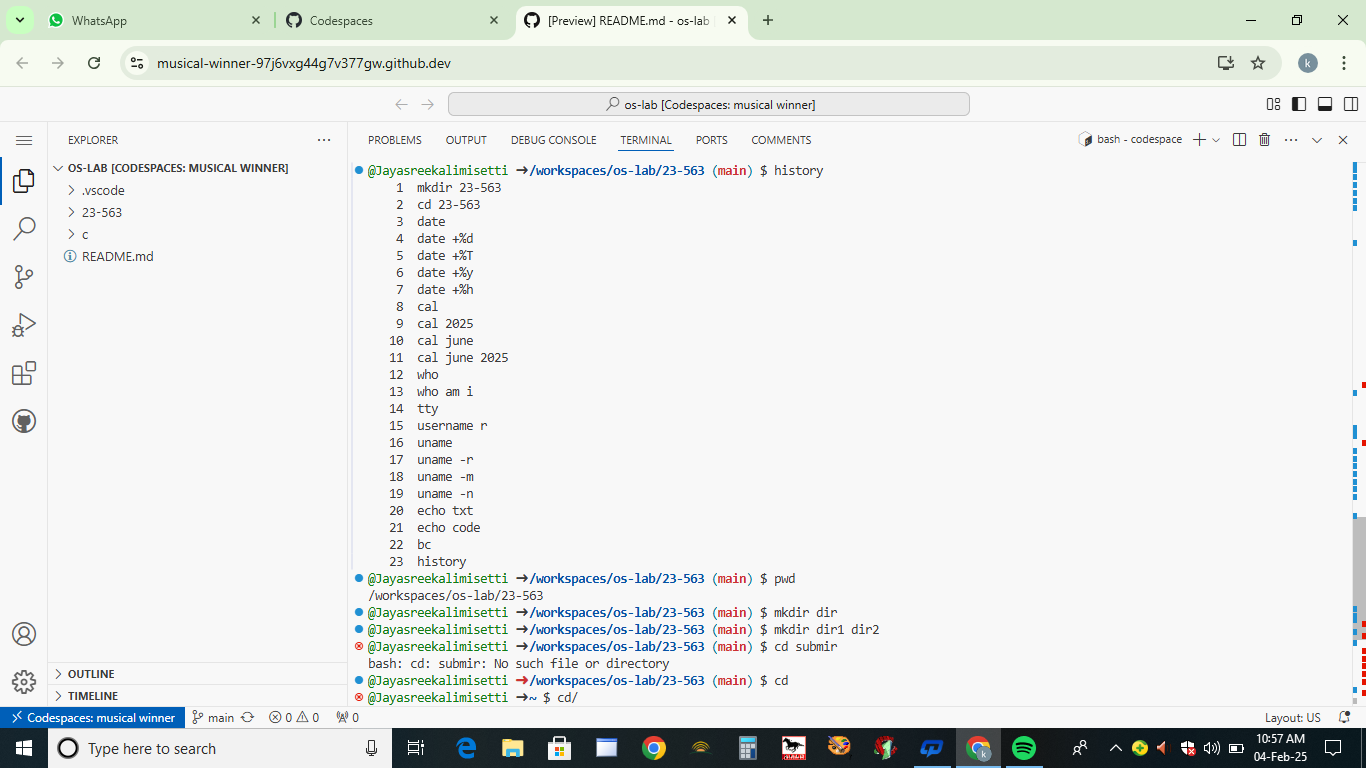 WhatsApp
Codespaces
[Preview] README.md - os-lab
musical-winner-97j6vxg44g7v377gw.github.dev
k
os-lab [Codespaces: musical winner]
EXPLORER
OS-LAB [CODESPACES: MUSICAL WINNER]
.vscode
23-563
c
README.md
OUTLINE
TIMELINE
PROBLEMS OUTPUT DEBUG CONSOLE TERMINAL PORTS COMMENTS
bash - codespace
@Jayasreekalimisetti ➜/workspaces/os-lab/23-563 (main) $ history
1 mkdir 23-563
2 cd 23-563
3 date
4 date +%d
5 date +%T
6 date +%y
7 date +%h
8 cal
9 cal 2025
10 cal june
11 cal june 2025
12 who
13 who am i
14 tty
15 username r
16 uname
17 uname -r
18 uname -m
19 uname -n
20 echo txt
21 echo code
22 bc
23 history
@Jayasreekalimisetti ➜/workspaces/os-lab/23-563 (main) $ pwd
/workspaces/os-lab/23-563
@Jayasreekalimisetti ➜/workspaces/os-lab/23-563 (main) $ mkdir dir
@Jayasreekalimisetti ➜/workspaces/os-lab/23-563 (main) $ mkdir dir1 dir2
@Jayasreekalimisetti ➜/workspaces/os-lab/23-563 (main) $ cd submir
bash: cd: submir: No such file or directory
@Jayasreekalimisetti ➜/workspaces/os-lab/23-563 (main) $ cd
@Jayasreekalimisetti ➜~ $ cd/
Codespaces: musical winner
main
0 0
0
Layout: US
Type here to search
k
10:57 AM
04-Feb-25